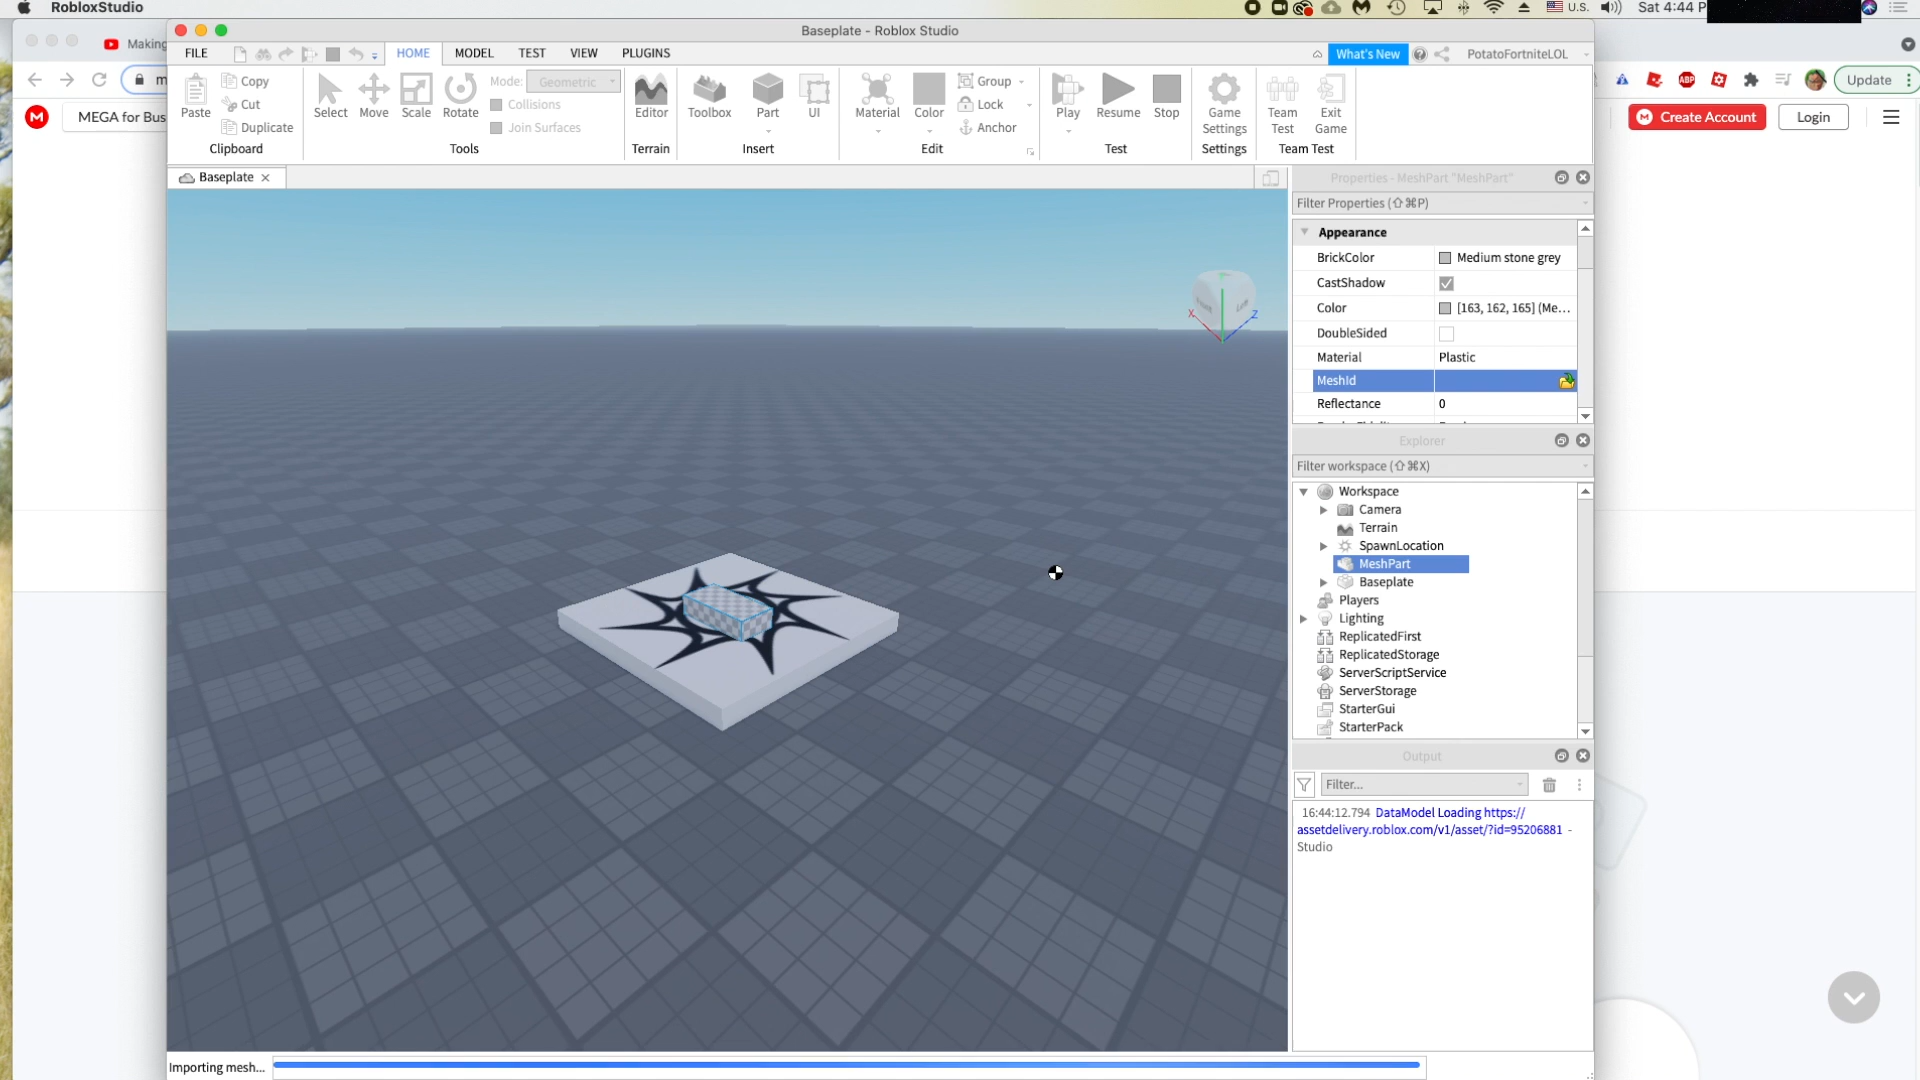 RobloxStudio
U.S.
Sat 4:44 P
Making
Baseplate - Roblox Studio
FILE
HOME
MODEL
TEST
VIEW
PLUGINS
What's New
PotatoFortniteLOL
m
ABP
Update
MEGA for Bus
Create Account
Login
Paste
Copy
Cut
Duplicate
Clipboard
Select
Move
Scale
Rotate
Mode:
Geometric
Collisions
Join Surfaces
Tools
Editor
Terrain
Toolbox
Part
UI
Insert
Material
Color
Group
Lock
Anchor
Edit
Play
Resume
Stop
Test
Game
Settings
Settings
Team
Test
Exit
Game
Team Test
Baseplate
Properties - MeshPart "MeshPart"
Filter Properties (⇧⌘P)
Appearance
BrickColor Medium stone grey
CastShadow
Color [163, 162, 165] (Me...
DoubleSided
Material Plastic
MeshId
Reflectance 0
X
Z
Explorer
Filter workspace (⇧⌘X)
Workspace
Camera
Terrain
SpawnLocation
MeshPart
Baseplate
Players
Lighting
ReplicatedFirst
ReplicatedStorage
ServerScriptService
ServerStorage
StarterGui
StarterPack
Output
Filter...
16:44:12.794 DataModel Loading https://
assetdelivery.roblox.com/v1/asset/?id=95206881 -
Studio
Importing mesh...